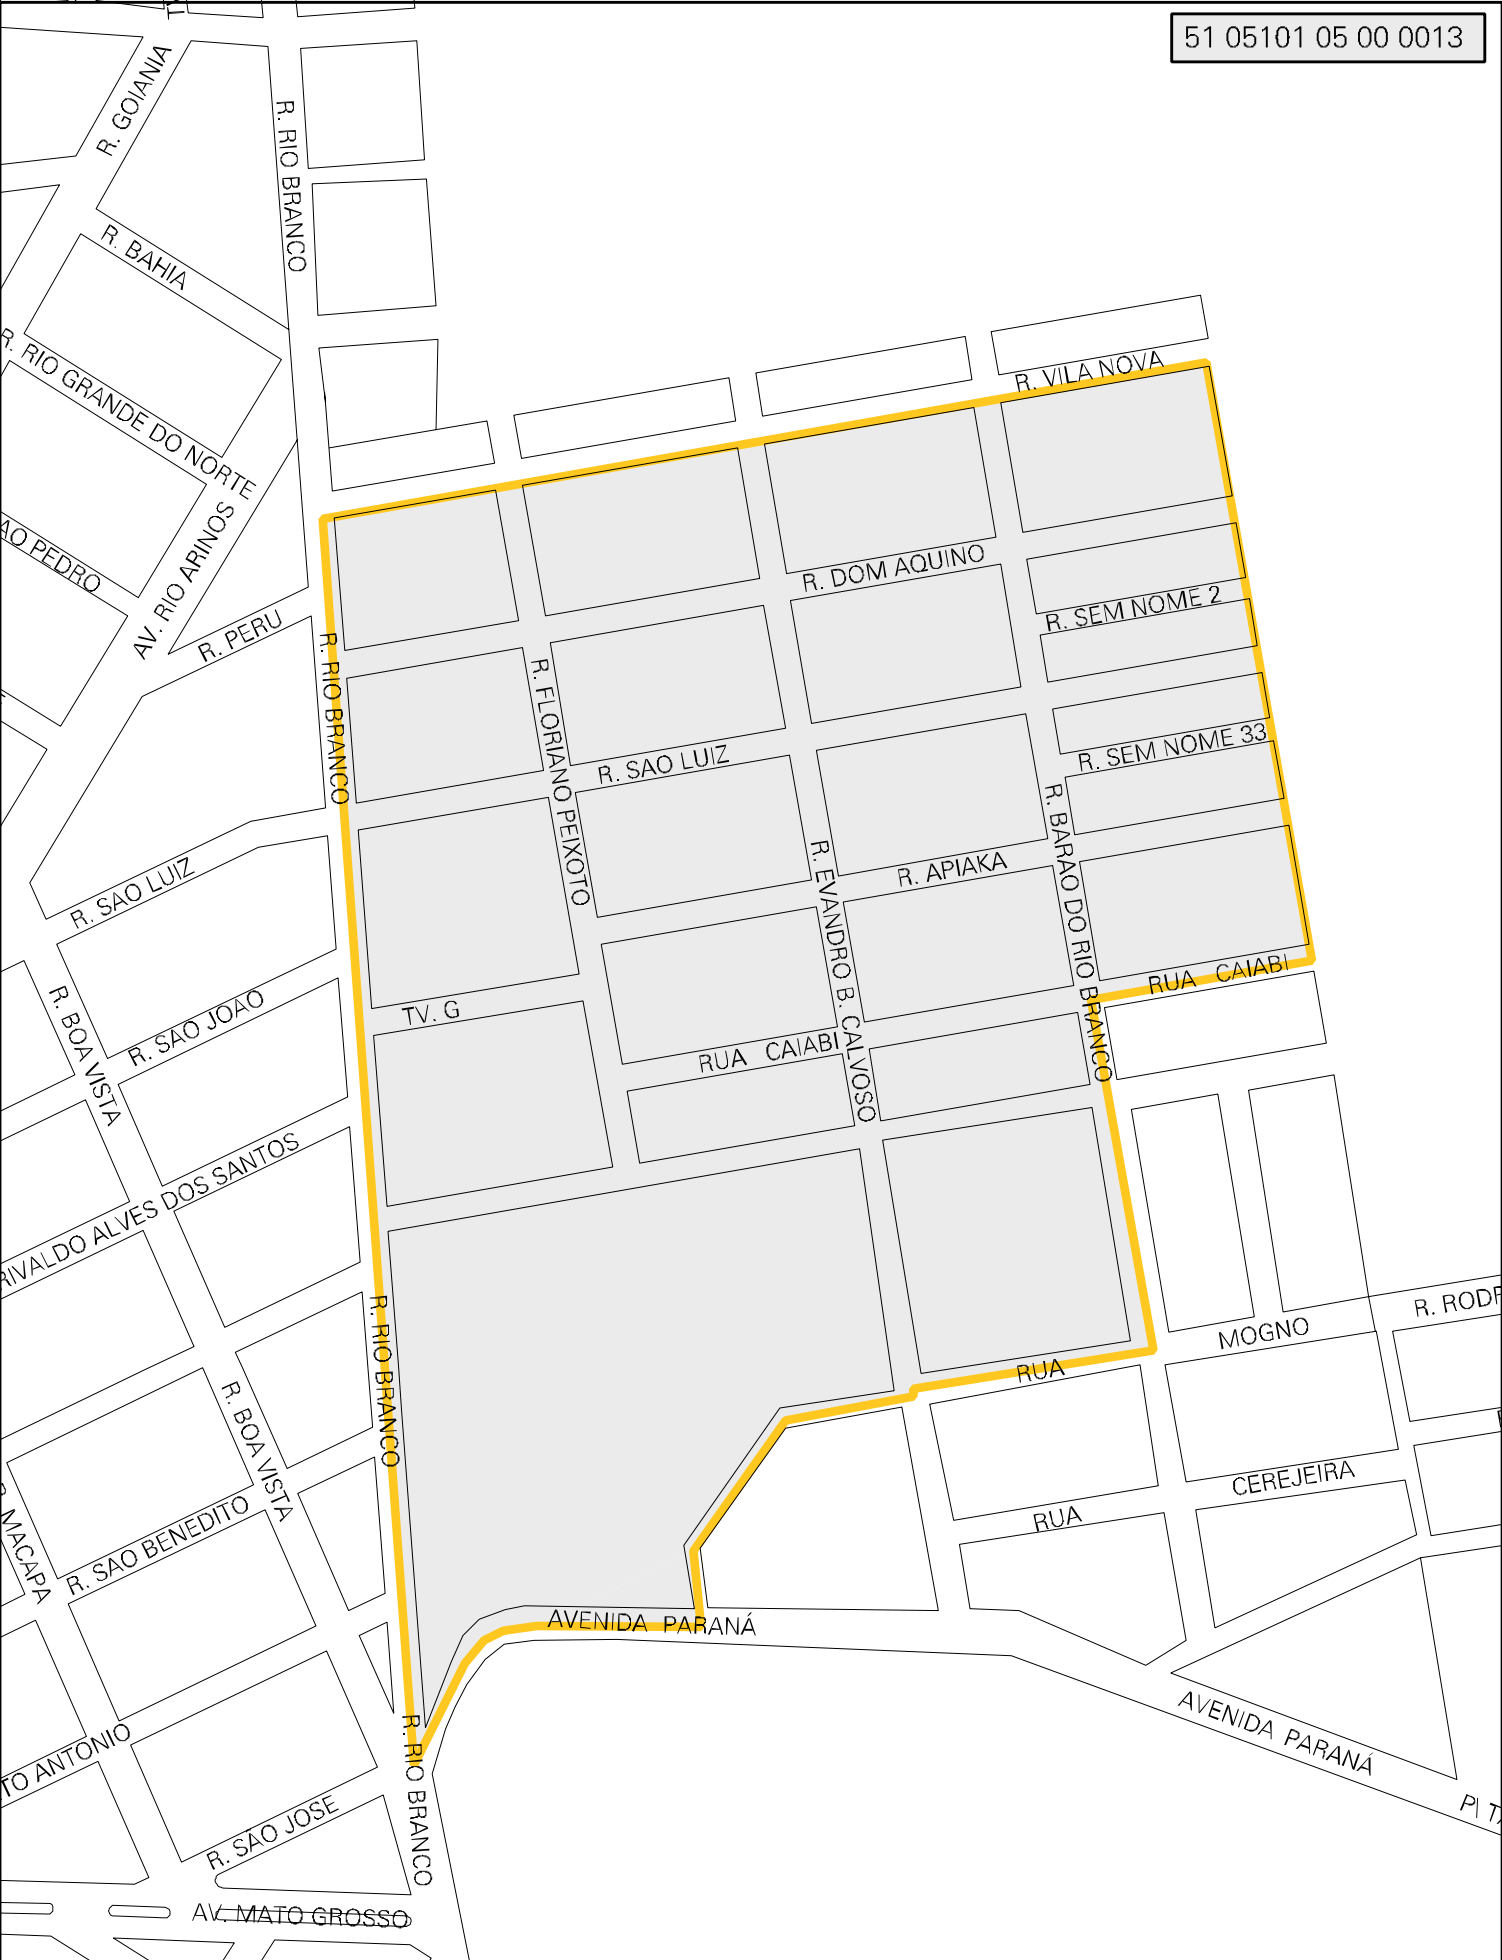 51 05101 05 00 0013
R. GOIANIA
R. RIO BRANCO
R. BAHIA
R. RIO GRANDE DO NORTE
R. VILA NOVA
AO PEDRO
AV. RIO ARINOS
R. DOM AQUINO
R. PERU
R. SEM NOME 2
R. RIO BRANCO
R. FLORIANO PEIXOTO
R. SAO LUIZ
R. SEM NOME 33
R. BARAO DO RIO BRANCO
R. EVANDRO B. CALVOSO
R. APIAKA
R. SAO LUIZ
RUA CAIABI
R. BOA VISTA
R. SAO JOAO
TV. G
RUA CAIABI
RIVALDO ALVES DOS SANTOS
R. RIO BRANCO
R. RODR
MOGNO
RUA
R. BOA VISTA
CEREJEIRA
R. MACAPA
R. SAO BENEDITO
RUA
AVENIDA PARANÁ
AVENIDA PARANÁ
TO ANTONIO
R. RIO BRANCO
R. SÃO JOSE
AV. MATO GROSSO